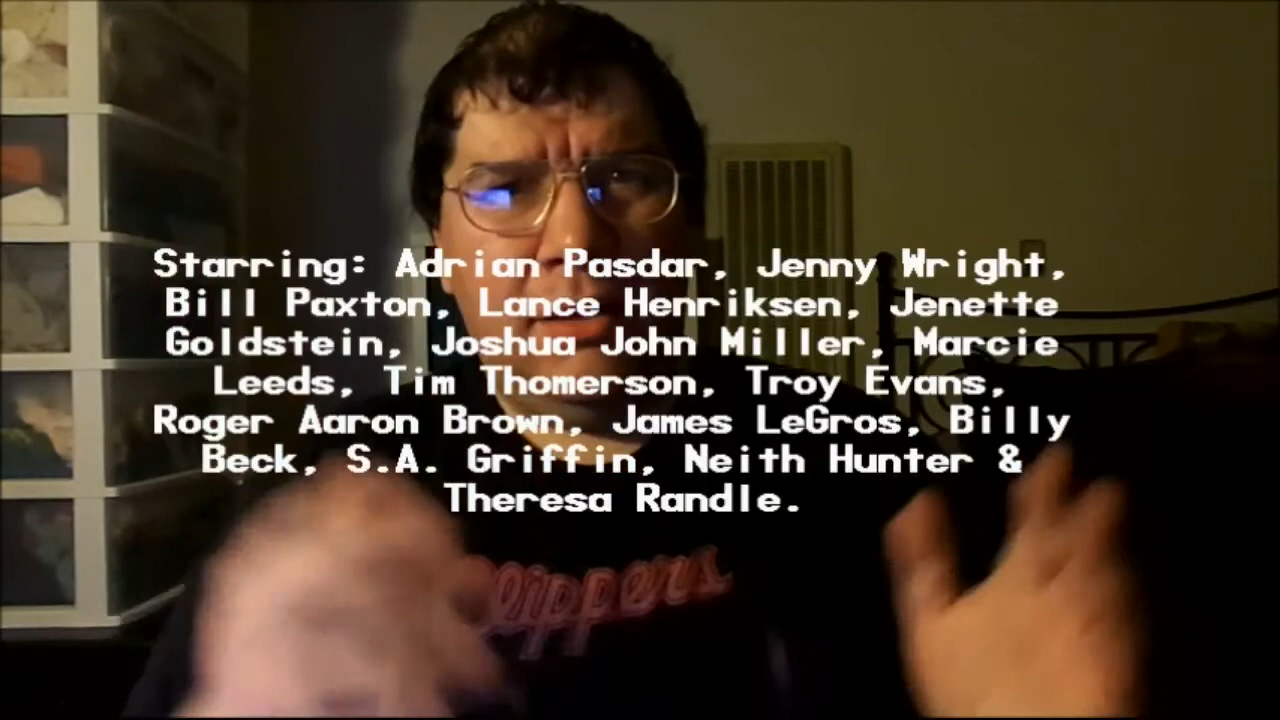 Starring: Adrian Pasdar, Jenny Wright,
Bill Paxton, Lance Henriksen, Jenette
Goldstein, Joshua John Miller, Marcie
Leeds, Tim Thomerson, Troy Evans,
Roger Aaron Brown, James LeGros, Billy
Beck, S.A. Griffin, Neith Hunter &
Theresa Randle.
Clippers